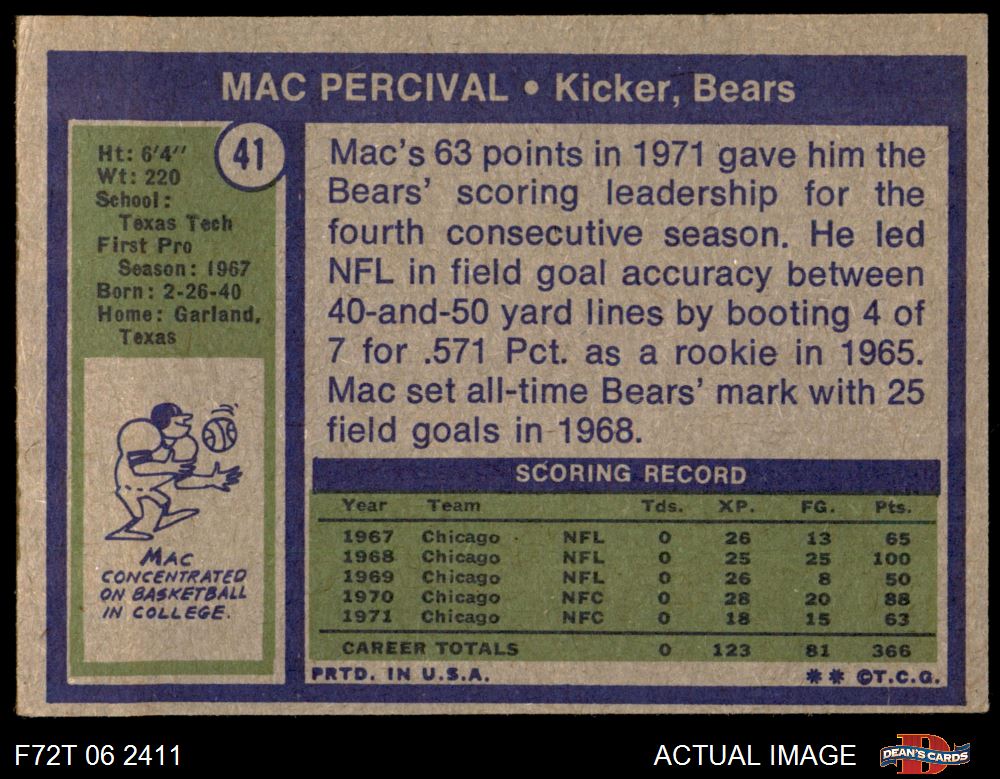 MAC PERCIVAL • Kicker, Bears
41
Ht: 6'4"
Wt: 220
School:
Texas Tech
First Pro
Season: 1967
Born: 2-26-40
Home: Garland,
Texas
MAC
CONCENTRATED
ON BASKETBALL
IN COLLEGE.
Mac's 63 points in 1971 gave him the
Bears' scoring leadership for the
fourth consecutive season. He led
NFL in field goal accuracy between
40-and-50 yard lines by booting 4 of
7 for .571 Pct. as a rookie in 1965.
Mac set all-time Bears' mark with 25
field goals in 1968.
SCORING RECORD
Year Team Tds. XP. FG. Pts.
1967 Chicago NFL 0 26 13 65
1968 Chicago NFL 0 25 25 100
1969 Chicago NFL 0 26 8 50
1970 Chicago NFC 0 28 20 88
1971 Chicago NFC 0 18 15 63
CAREER TOTALS 0 123 81 366
PRTD. IN U.S.A. ** ©T.C.G.
F72T 06 2411 ACTUAL IMAGE DEAN'S CARDS